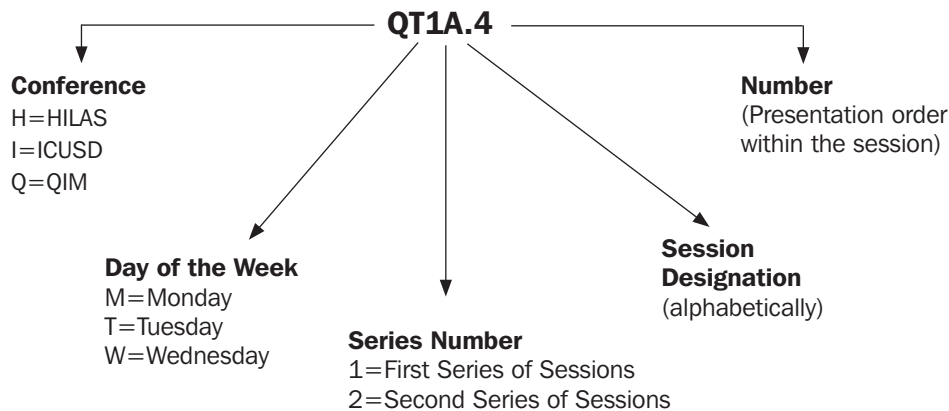 QT1A.4
Conference
H=HILAS
I=ICUSD
Q=QIM
Number
(Presentation order
within the session)
Day of the Week
M=Monday
T=Tuesday
W=Wednesday
Series Number
1=First Series of Sessions
2=Second Series of Sessions
Session
Designation
(alphabetically)